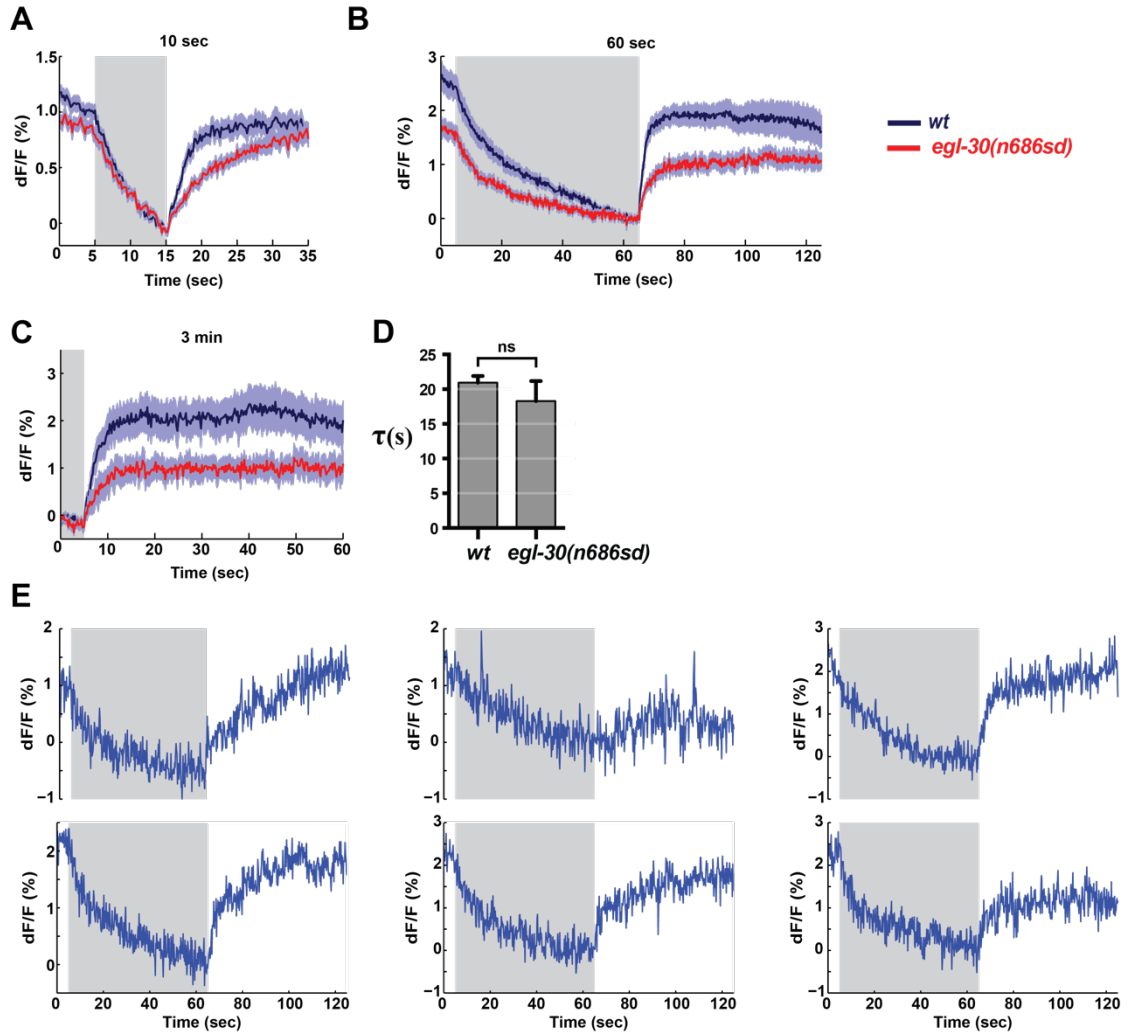 A
10 sec
dF/F (%)
1.5
1.0
0.5
0
0 5 10 15 20 25 30 35
Time (sec)
B
60 sec
dF/F (%)
3
2
1
0
0 20 40 60 80 100 120
Time (sec)
wt
egl-30(n686sd)
C
3 min
dF/F (%)
3
2
1
0
0 10 20 30 40 50 60
Time (sec)
D
ns
τ(s)
25
20
15
10
5
0
wt egl-30(n686sd)
E
dF/F (%)
2
1
0
−1
dF/F (%)
2
1
0
−1
dF/F (%)
3
2
1
0
−1
dF/F (%)
2
1
0
0 20 40 60 80 100 120
Time (sec)
dF/F (%)
3
2
1
0
−1
0 20 40 60 80 100 120
Time (sec)
dF/F (%)
3
2
1
0
−1
0 20 40 60 80 100 120
Time (sec)